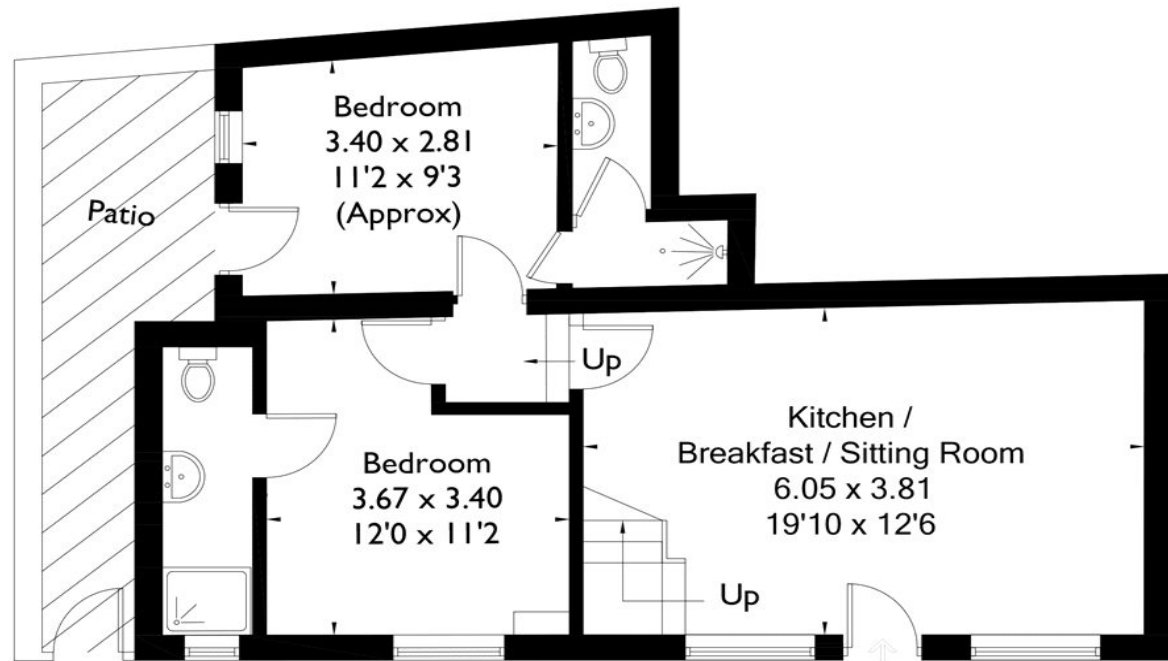 Bedroom
3.40 x 2.81
11'2 x 9'3
(Approx)
Patio
Up
Kitchen /
Breakfast / Sitting Room
6.05 x 3.81
19'10 x 12'6
Bedroom
3.67 x 3.40
12'0 x 11'2
Up